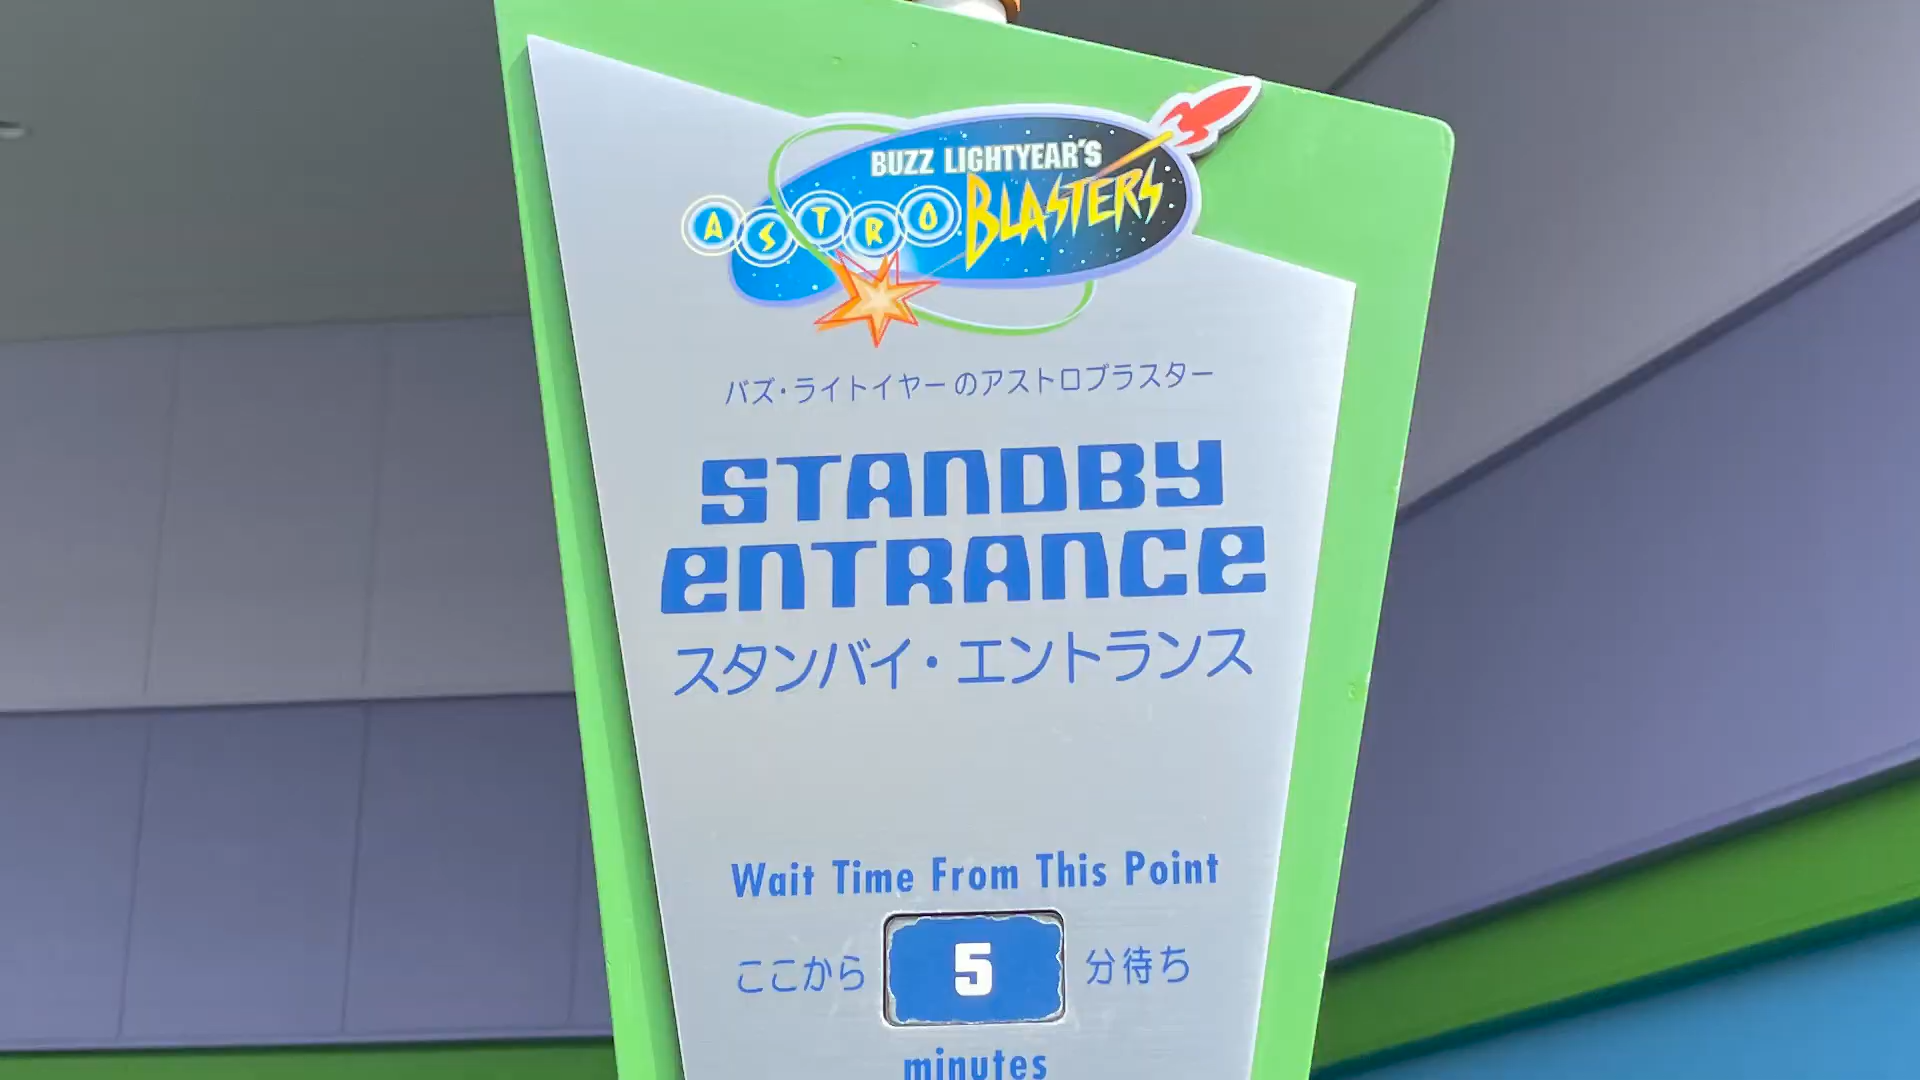 BUZZ LIGHTYEAR'S
ASTRO BLASTERS
バズ・ライトイヤーのアストロブラスター
STANDBY
ENTRANCE
スタンバイ・エントランス
Wait Time From This Point
ここから 5 分待ち
minutes